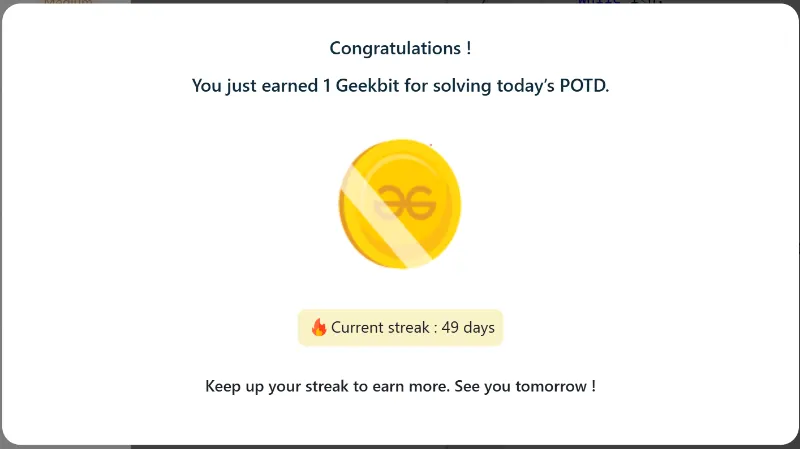 Medium
Congratulations !
You just earned 1 Geekbit for solving today's POTD.
🔥 Current streak : 49 days
Keep up your streak to earn more. See you tomorrow !